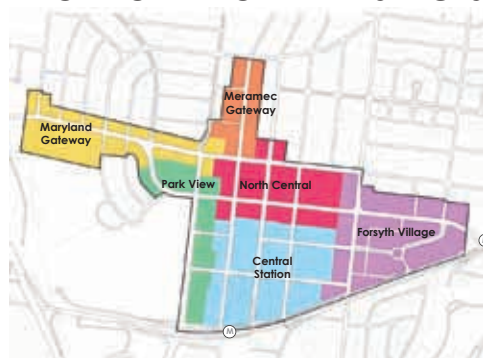 Meramec
Gateway
Maryland
Gateway
Park View
North Central
Forsyth Village
Central
Station
M